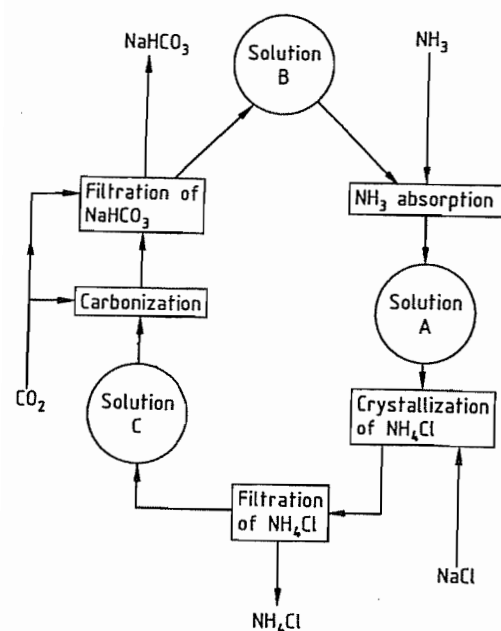 NaHCO₃
Solution
B
NH₃
Filtration of
NaHCO₃
NH₃ absorption
Carbonization
Solution
A
CO₂
Solution
C
Crystallization
of NH₄Cl
Filtration
of NH₄Cl
NaCl
NH₄Cl